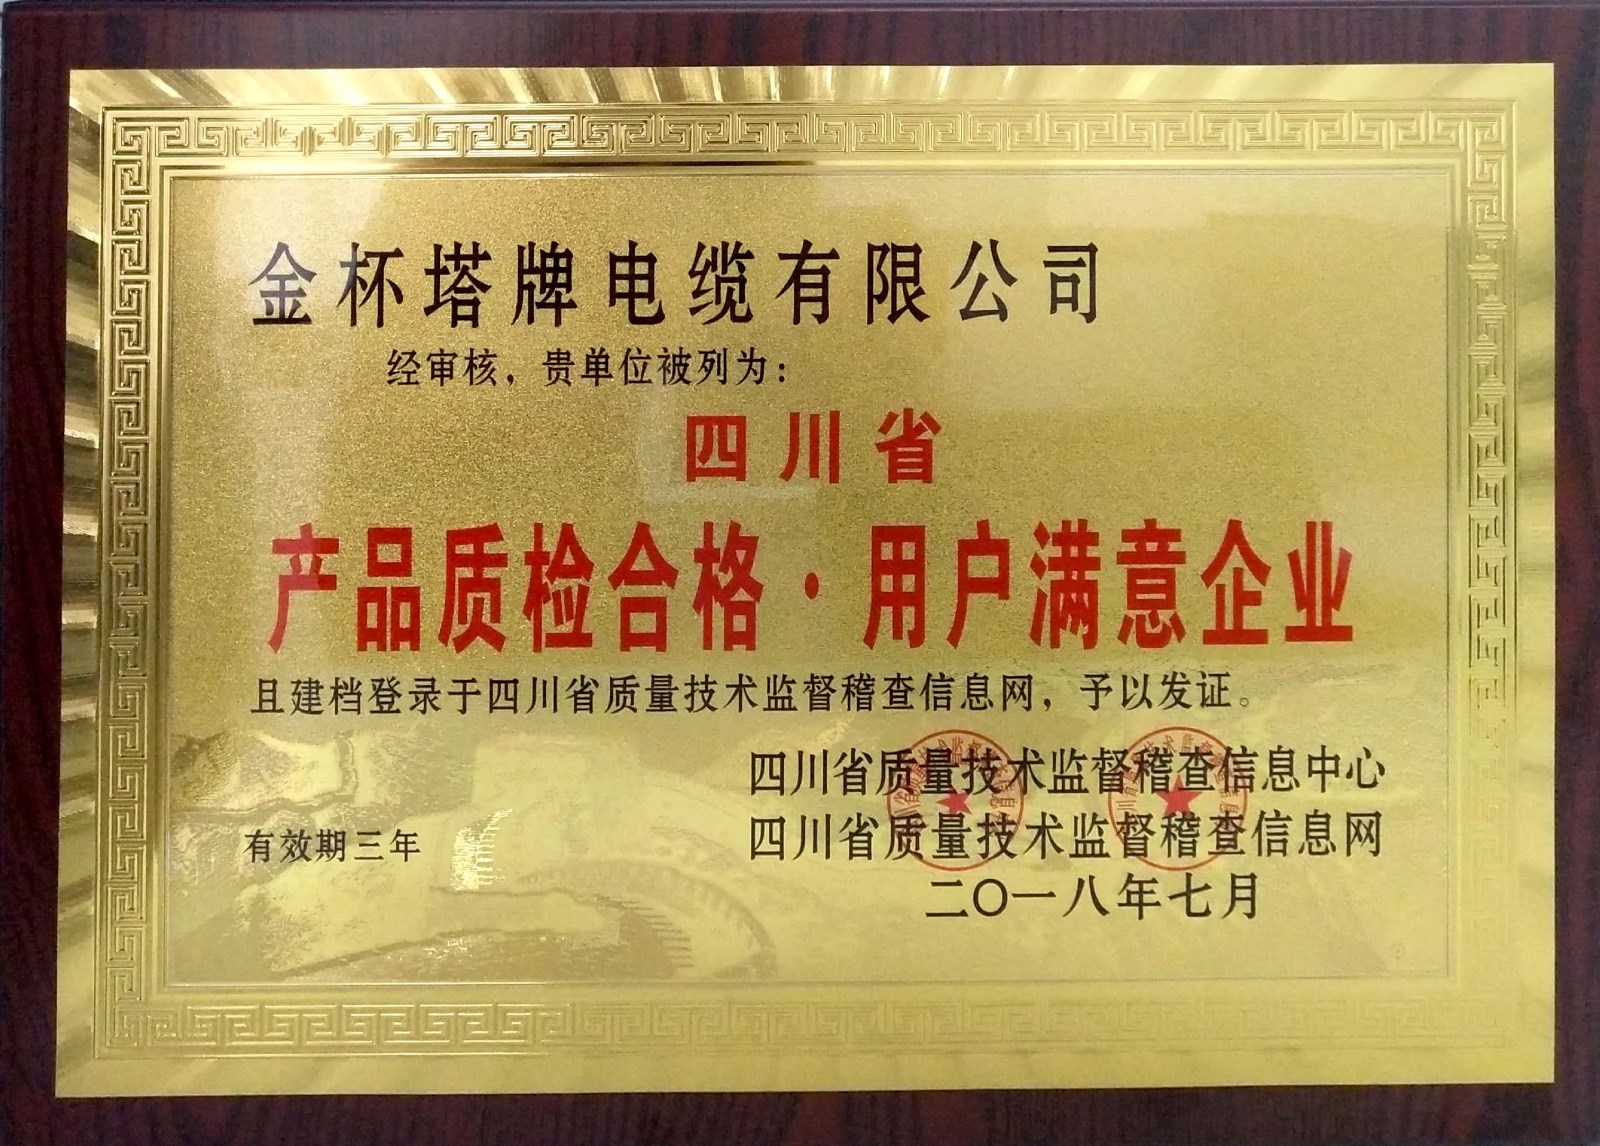 金杯塔牌电缆有限公司
经审核，贵单位被列为：
四川省
产品质检合格·用户满意企业
且建档登录于四川省质量技术监督稽查信息网，予以发证。
四川省质量技术监督稽查信息中心
四川省质量技术监督稽查信息网
有效期三年
二〇一八年七月